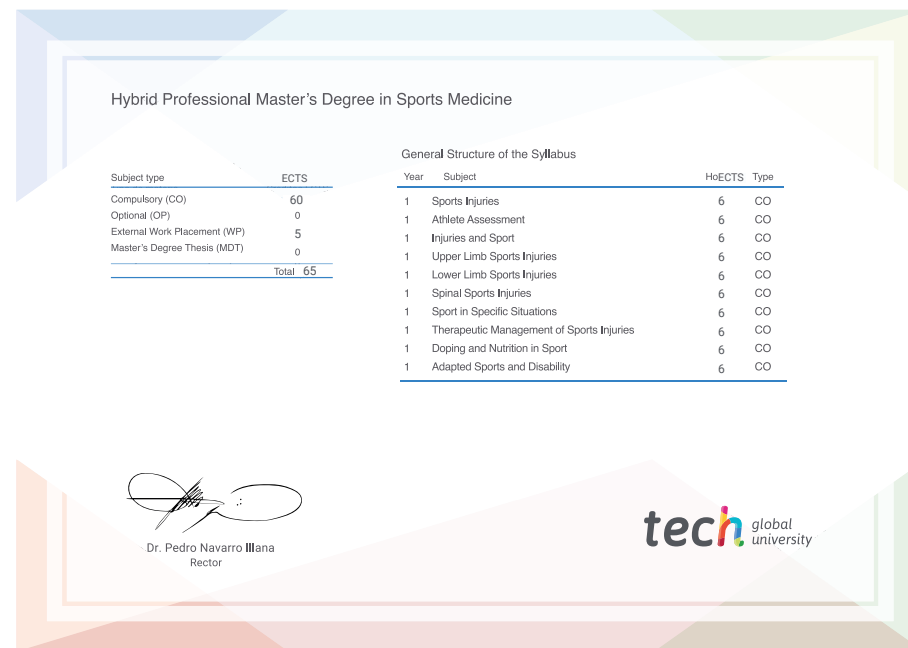 Hybrid Professional Master's Degree in Sports Medicine
General Structure of the Syllabus
Subject type ECTS
Compulsory (CO) 60
Optional (OP) 0
External Work Placement (WP) 5
Master's Degree Thesis (MDT) 0
Total 65
Year Subject HoECTS Type
1 Sports Injuries 6 CO
1 Athlete Assessment 6 CO
1 Injuries and Sport 6 CO
1 Upper Limb Sports Injuries 6 CO
1 Lower Limb Sports Injuries 6 CO
1 Spinal Sports Injuries 6 CO
1 Sport in Specific Situations 6 CO
1 Therapeutic Management of Sports Injuries 6 CO
1 Doping and Nutrition in Sport 6 CO
1 Adapted Sports and Disability 6 CO
Dr. Pedro Navarro Illana
Rector
tech global
university